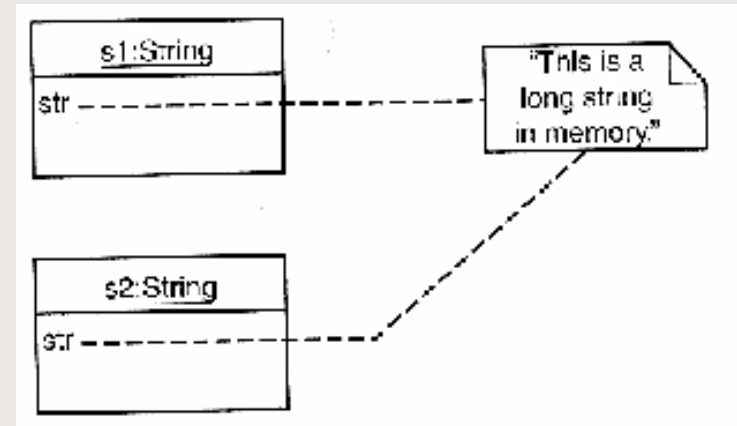 s1:String
str
"This is a
long string
in memory."
s2:String
str